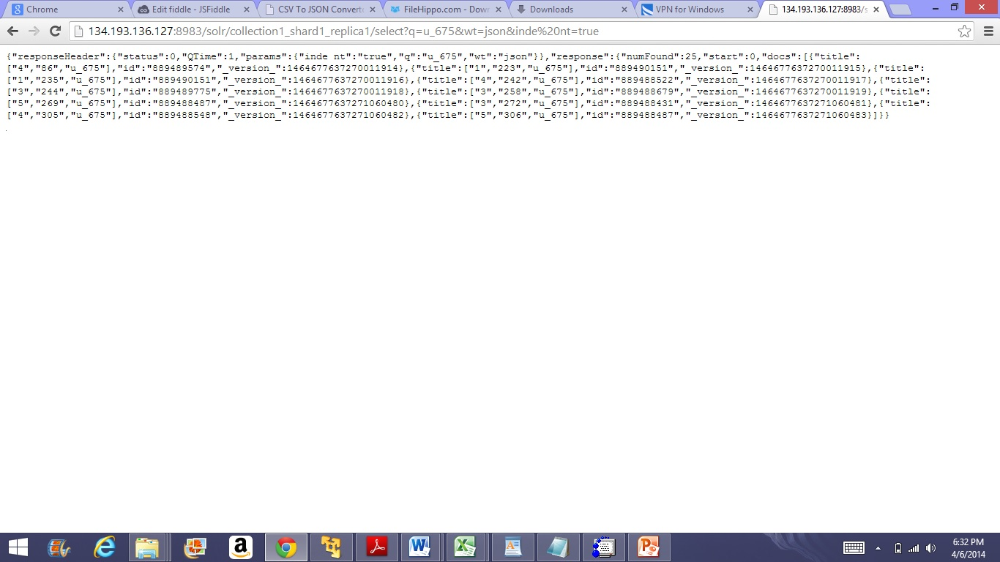 Chrome
Edit fiddle - JSFiddle
CSV To JSON Convert
FileHippo.com - Dow
Downloads
VPN for Windows
134.193.136.127:8983/s
134.193.136.127:8983/solr/collection1_shard1_replica1/select?q=u_675&wt=json&inde%20nt=true
{"responseHeader":{"status":0,"QTime":1,"params":{"inde nt":"true","q":"u_675","wt":"json"}},"response":{"numFound":25,"start":0,"docs":[{"title":
["4","86","u_675"],"id":"889489574","_version_":1464677637270011914},{"title":["1","223","u_675"],"id":"889490151","_version_":1464677637270011915},{"title":
["1","235","u_675"],"id":"889490151","_version_":1464677637270011916},{"title":["4","242","u_675"],"id":"889488522","_version_":1464677637270011917},{"title":
["3","244","u_675"],"id":"889489775","_version_":1464677637270011918},{"title":["3","258","u_675"],"id":"889488679","_version_":1464677637270011919},{"title":
["5","269","u_675"],"id":"889488487","_version_":1464677637271060480},{"title":["3","272","u_675"],"id":"889488431","_version_":1464677637271060481},{"title":
["4","305","u_675"],"id":"889488548","_version_":1464677637271060482},{"title":["5","306","u_675"],"id":"889488487","_version_":1464677637271060483}]}}
6:32 PM
4/6/2014